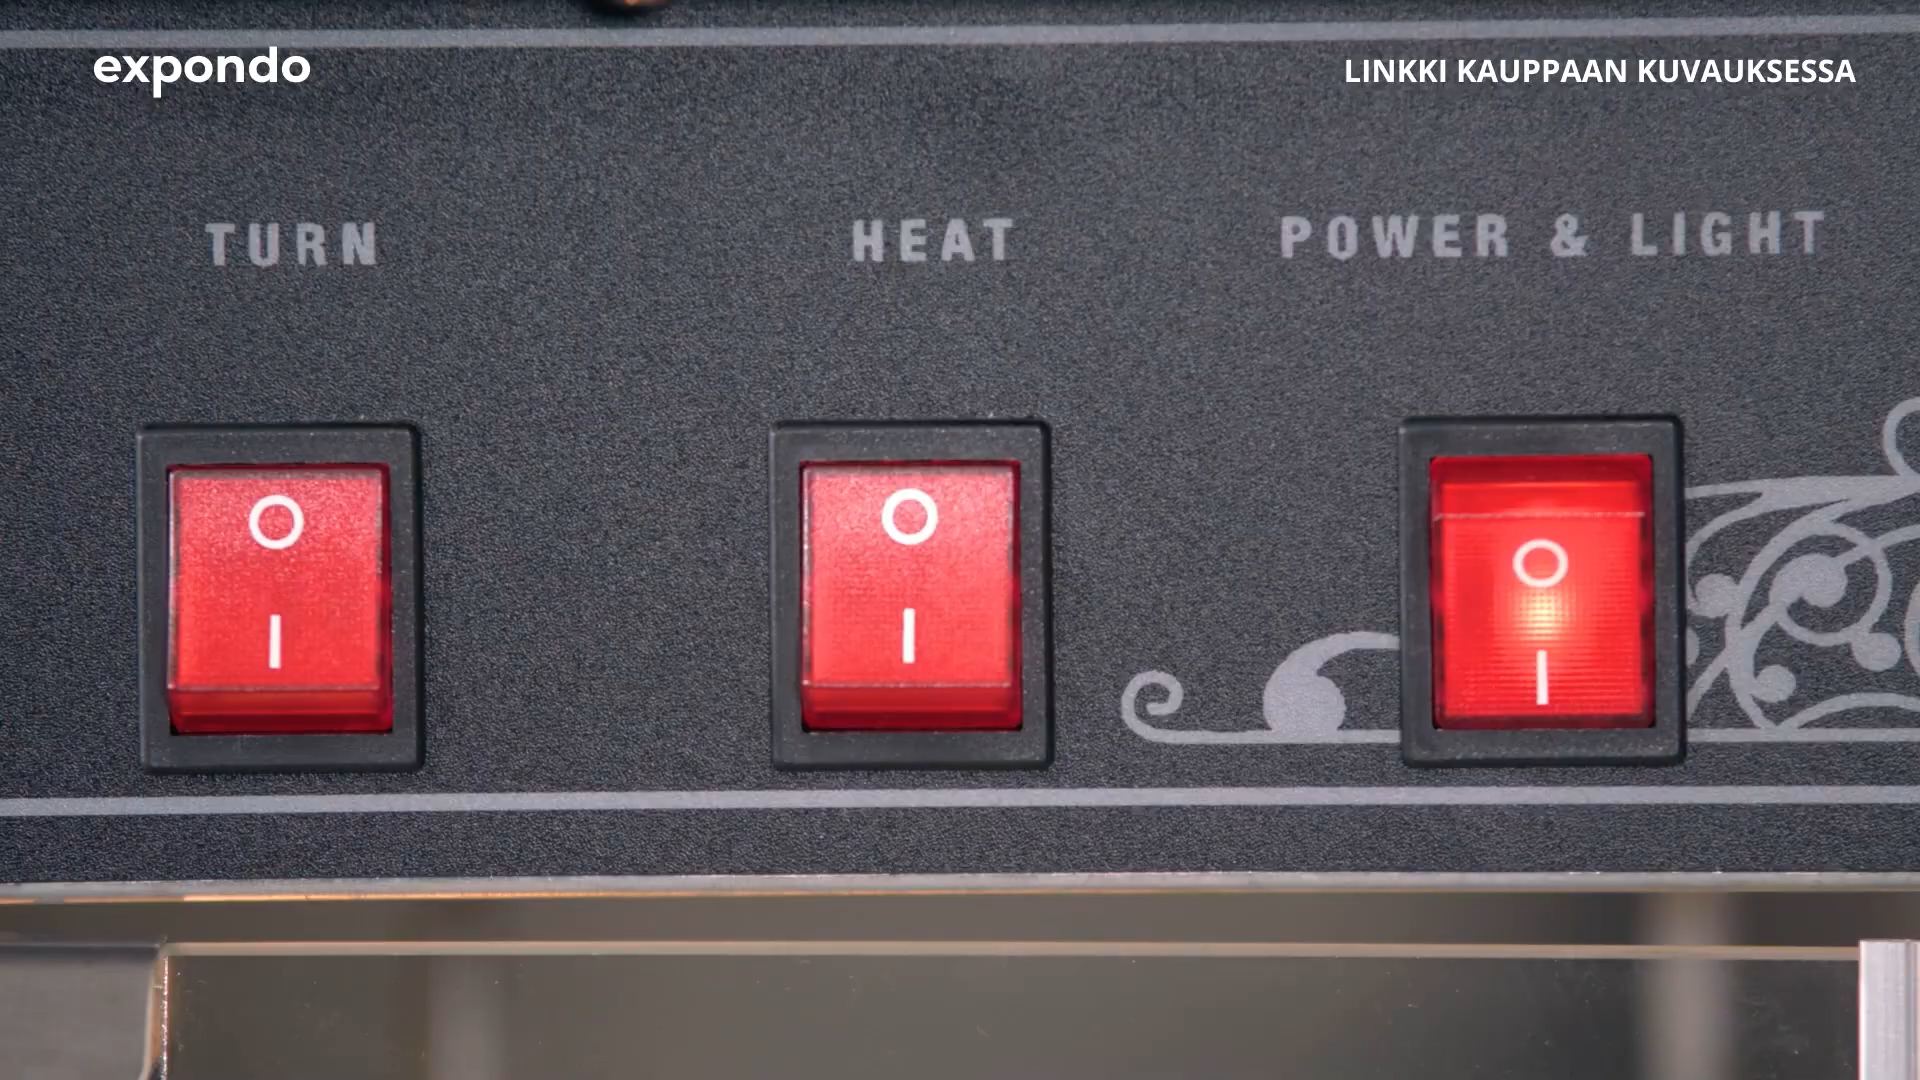 expondo
LINKKI KAUPPAAN KUVAUKSESSA
TURN
HEAT
POWER & LIGHT
O
I
O
I
O
I